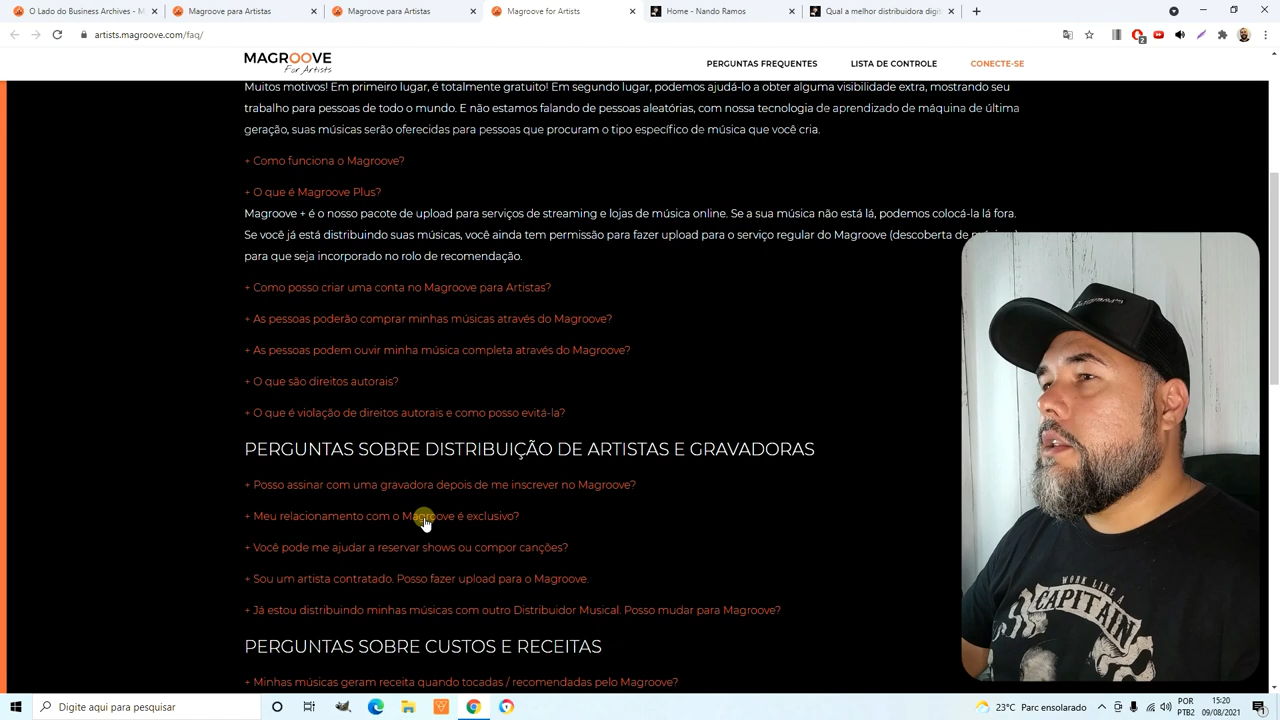 O Lado do Business Archives - M
Magroove para Artistas
Magroove para Artistas
Magroove for Artists
Home - Nando Ramos
Qual a melhor distribuidora digit
artists.magroove.com/faq/
2
MAGROOVE
For Artists
PERGUNTAS FREQUENTES
LISTA DE CONTROLE
CONECTE-SE
Muitos motivos! Em primeiro lugar, é totalmente gratuito! Em segundo lugar, podemos ajudá-lo a obter alguma visibilidade extra, mostrando seu
trabalho para pessoas de todo o mundo. E não estamos falando de pessoas aleatórias, com nossa tecnologia de aprendizado de máquina de última
geração, suas músicas serão oferecidas para pessoas que procuram o tipo específico de música que você cria.
+ Como funciona o Magroove?
+ O que é Magroove Plus?
Magroove + é o nosso pacote de upload para serviços de streaming e lojas de música online. Se a sua música não está lá, podemos colocá-la lá fora.
Se você já está distribuindo suas músicas, você ainda tem permissão para fazer upload para o serviço regular do Magroove (descoberta de
para que seja incorporado no rolo de recomendação.
+ Como posso criar uma conta no Magroove para Artistas?
+ As pessoas poderão comprar minhas músicas através do Magroove?
+ As pessoas podem ouvir minha música completa através do Magroove?
+ O que são direitos autorais?
+ O que é violação de direitos autorais e como posso evitá-la?
PERGUNTAS SOBRE DISTRIBUIÇÃO DE ARTISTAS E GRAVADORAS
+ Posso assinar com uma gravadora depois de me inscrever no Magroove?
+ Meu relacionamento com o Magroove é exclusivo?
+ Você pode me ajudar a reservar shows ou compor canções?
+ Sou um artista contratado. Posso fazer upload para o Magroove.
+ Já estou distribuindo minhas músicas com outro Distribuidor Musical. Posso mudar para Magroove?
PERGUNTAS SOBRE CUSTOS E RECEITAS
+ Minhas músicas geram receita quando tocadas / recomendadas pelo Magroove?
WORK LIKE A
CAPITAIN
Digite aqui para pesquisar
23°C Parc ensolarado
POR
PTB2
15:20
09/08/2021
1